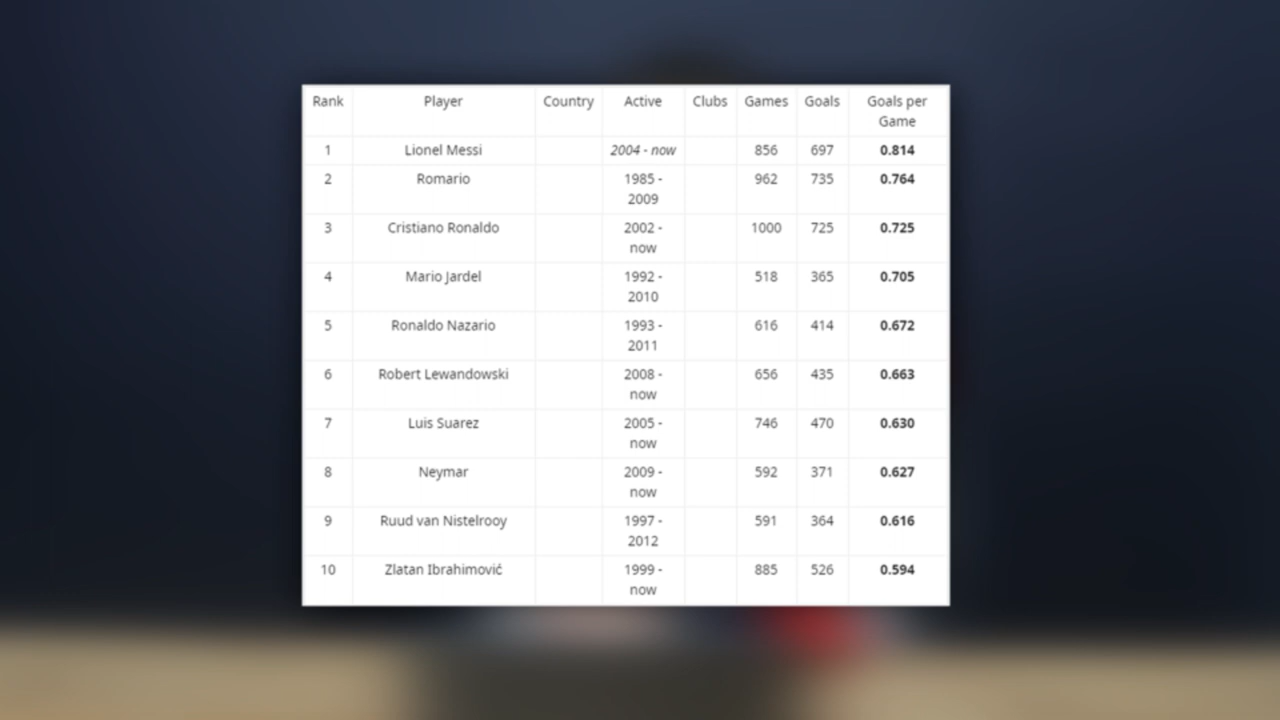 Rank Player Country Active Clubs Games Goals Goals per
Game
1 Lionel Messi 2004 - now 856 697 0.814
2 Romario 1985 - 962 735 0.764
2009
3 Cristiano Ronaldo 2002 - 1000 725 0.725
now
4 Mario Jardel 1992 - 518 365 0.705
2010
5 Ronaldo Nazario 1993 - 616 414 0.672
2011
6 Robert Lewandowski 2008 - 656 435 0.663
now
7 Luis Suarez 2005 - 746 470 0.630
now
8 Neymar 2009 - 592 371 0.627
now
9 Ruud van Nistelrooy 1997 - 591 364 0.616
2012
10 Zlatan Ibrahimović 1999 - 885 526 0.594
now